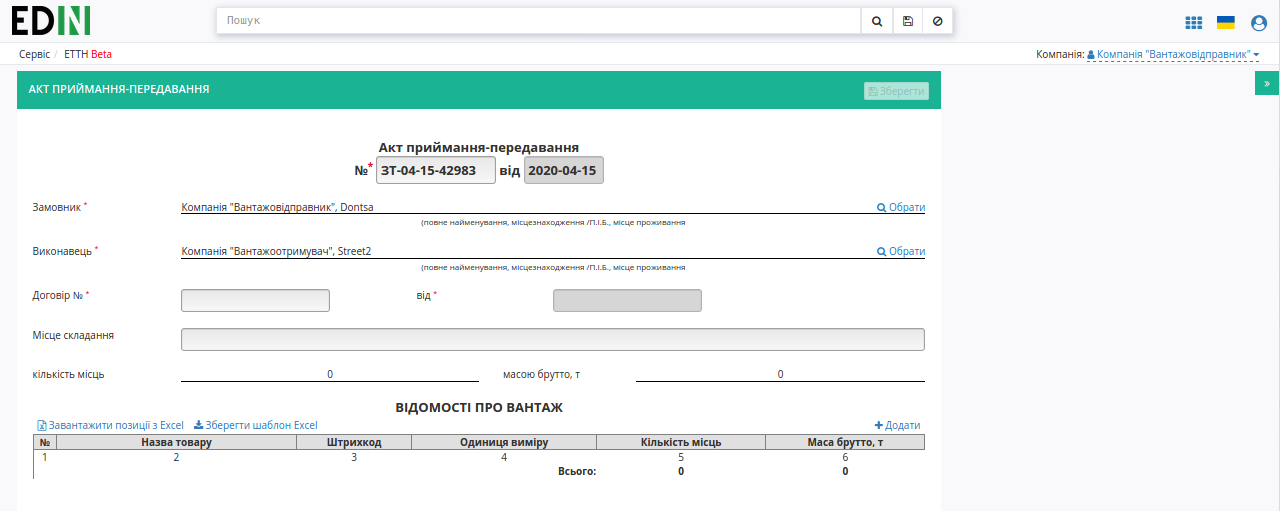 EDIN
Пошук
Сервіс / ЕТТН Beta
Компанія: Компанія "Вантажовідправник"
»
АКТ ПРИЙМАННЯ-ПЕРЕДАВАННЯ
Зберегти
Акт приймання-передавання
№* ЗТ-04-15-42983 від 2020-04-15
Замовник * Компанія "Вантажовідправник", Dontsa Обрати
(повне найменування, місцезнаходження /П.І.Б., місце проживання
Виконавець * Компанія "Вантажоотримувач", Street2 Обрати
(повне найменування, місцезнаходження /П.І.Б., місце проживання
Договір № * від *
Місце складання
кількість місць 0 масою брутто, т 0
ВІДОМОСТІ ПРО ВАНТАЖ
Завантажити позиції з Excel Зберегти шаблон Excel Додати
№ Назва товару Штрихкод Одиниця виміру Кількість місць Маса брутто, т
1 2 3 4 5 6
Всього: 0 0